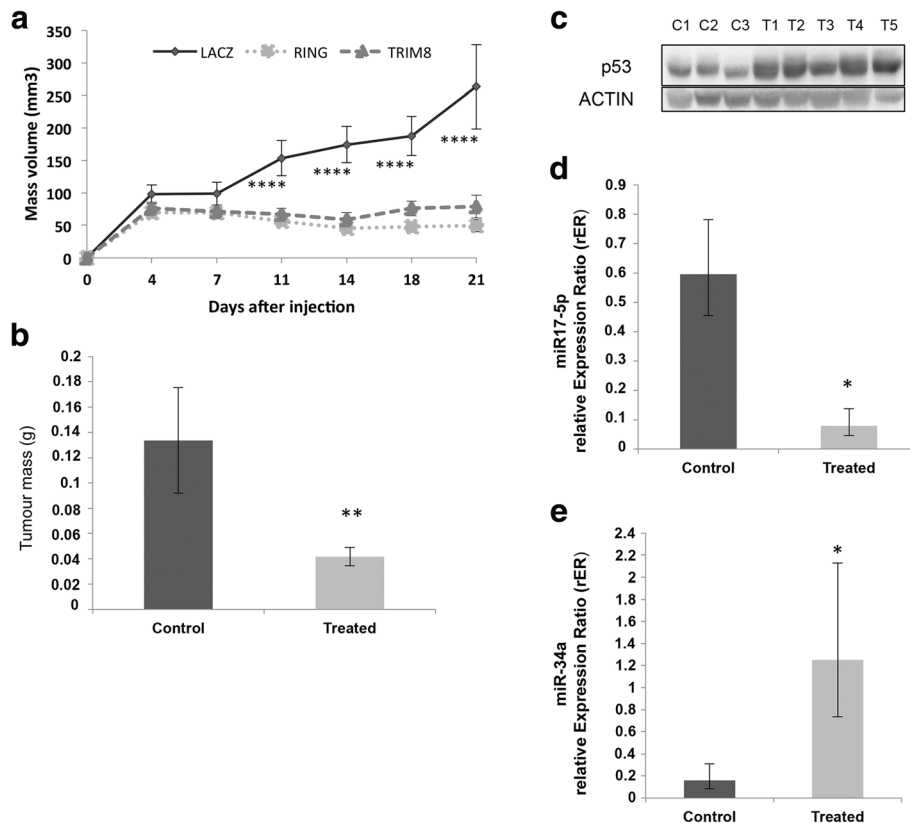 a
350
300
250
200
150
100
50
0
Mass volume (mm3)
LACZ RING TRIM8
****
****
****
****
0 4 7 11 14 18 21
Days after injection
b
0.2
0.18
0.16
0.14
0.12
0.1
0.08
0.06
0.04
0.02
0
Tumour mass (g)
**
Control Treated
c
C1 C2 C3 T1 T2 T3 T4 T5
p53
ACTIN
d
0.9
0.8
0.7
0.6
0.5
0.4
0.3
0.2
0.1
0
miR17-5p
relative Expression Ratio (rER)
*
Control Treated
e
2.4
2.2
2
1.8
1.6
1.4
1.2
1
0.8
0.6
0.4
0.2
0
miR-34a
relative Expression Ratio (rER)
*
Control Treated